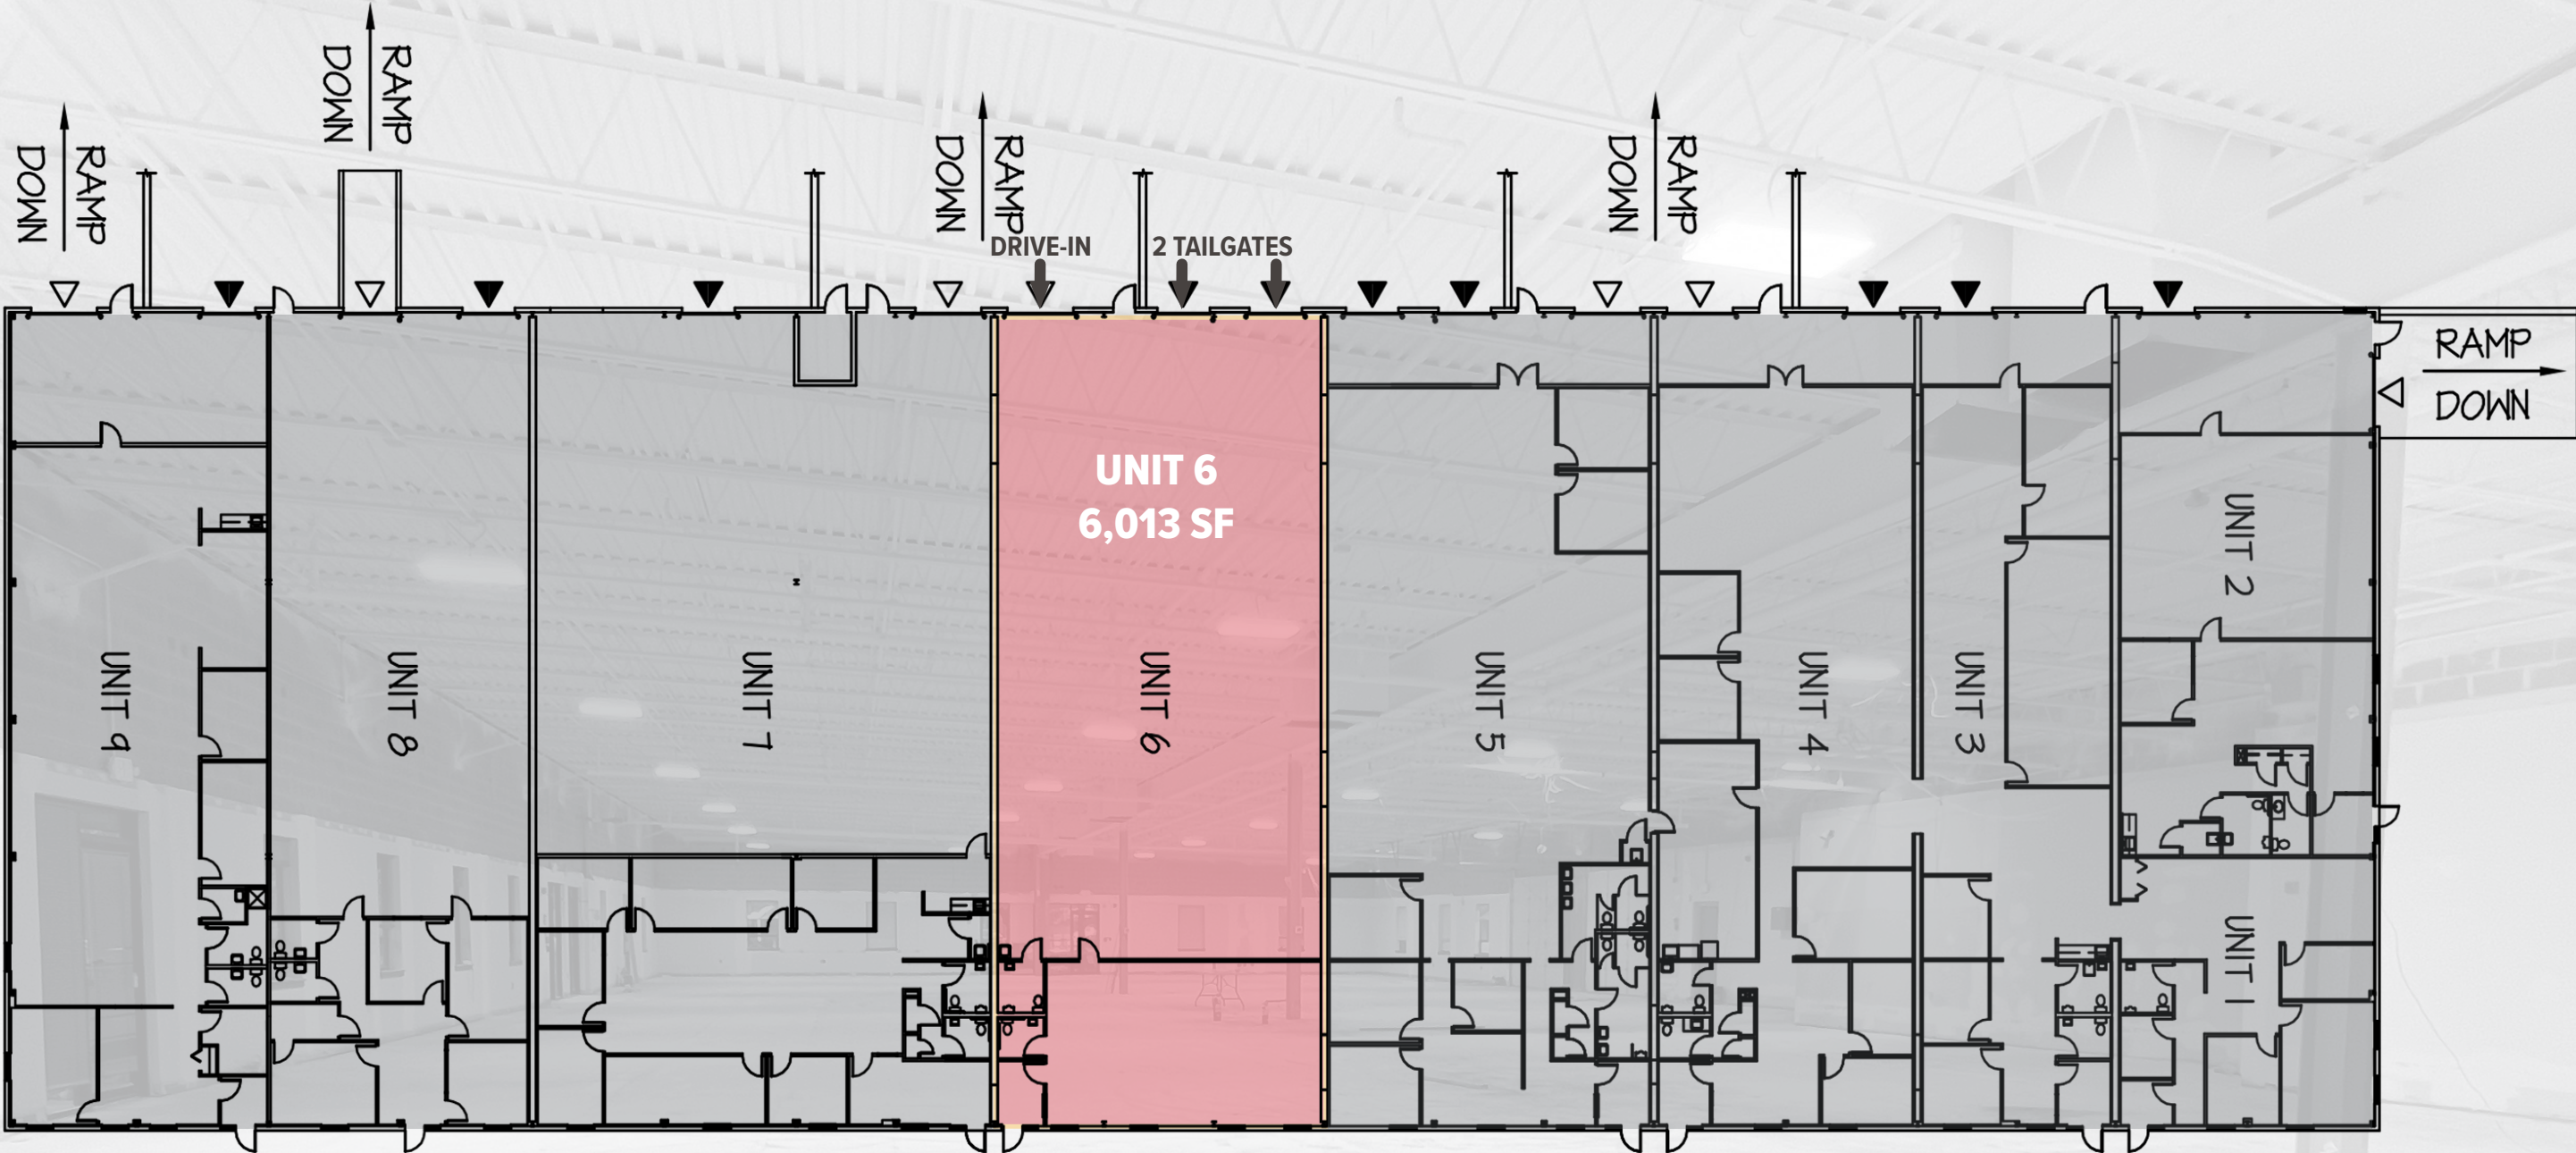 RAMP
DOWN
RAMP
DOWN
RAMP
DOWN
RAMP
DOWN
DRIVE-IN
2 TAILGATES
RAMP
DOWN
UNIT 6
6,013 SF
UNIT 9
UNIT 8
UNIT 7
UNIT 6
UNIT 5
UNIT 4
UNIT 3
UNIT 2
UNIT 1